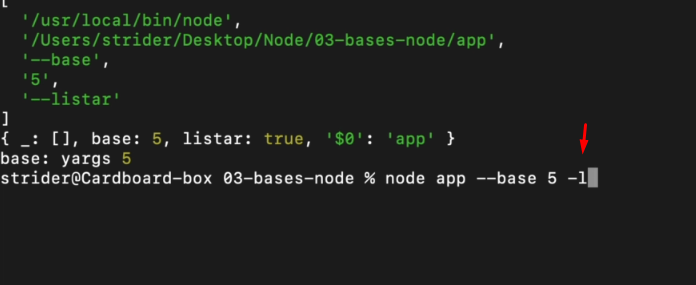 [
'/usr/local/bin/node',
'/Users/strider/Desktop/Node/03-bases-node/app',
'--base',
'5',
'--listar'
]
{ _: [], base: 5, listar: true, '$0': 'app' }
base: yargs 5
strider@Cardboard-box 03-bases-node % node app --base 5 -l